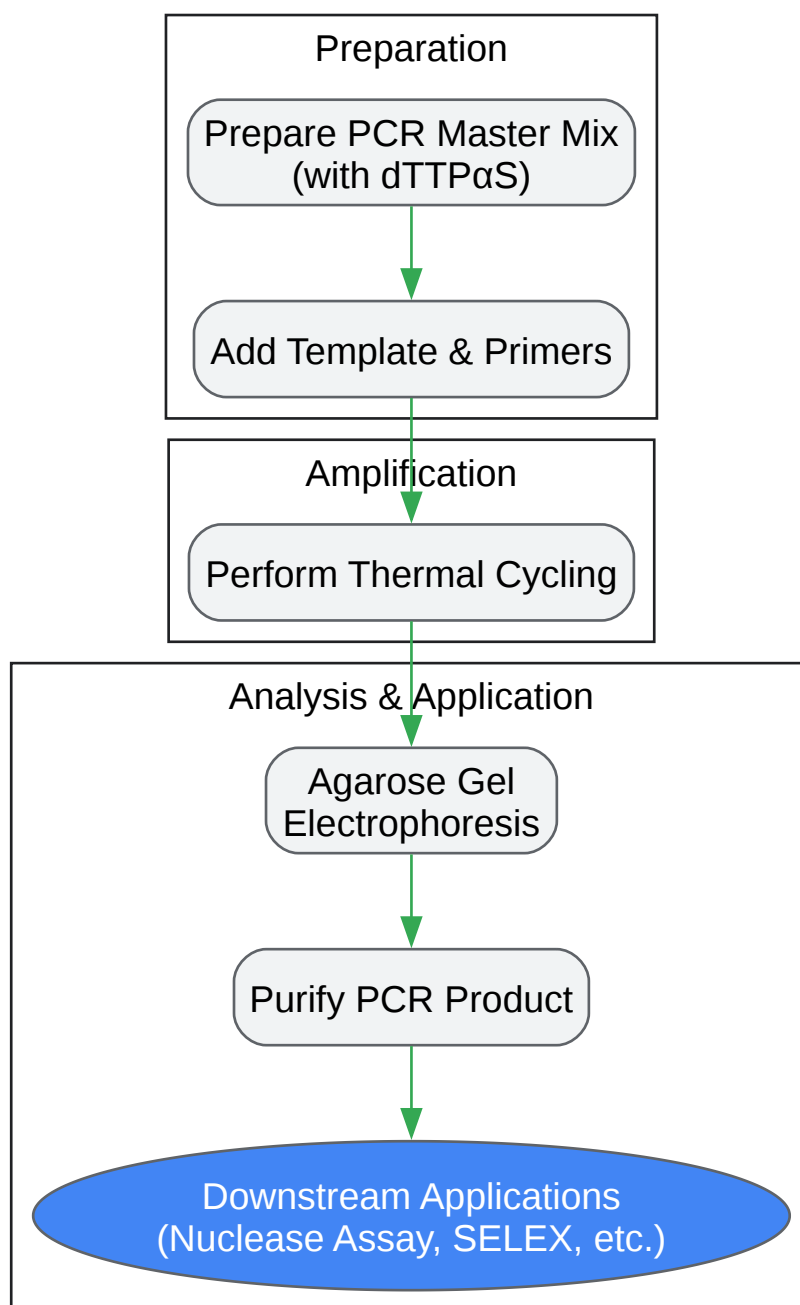 Preparation
Prepare PCR Master Mix
(with dTTPαS)
Add Template & Primers
Amplification
Perform Thermal Cycling
Analysis & Application
Agarose Gel
Electrophoresis
Purify PCR Product
Downstream Applications
(Nuclease Assay, SELEX, etc.)